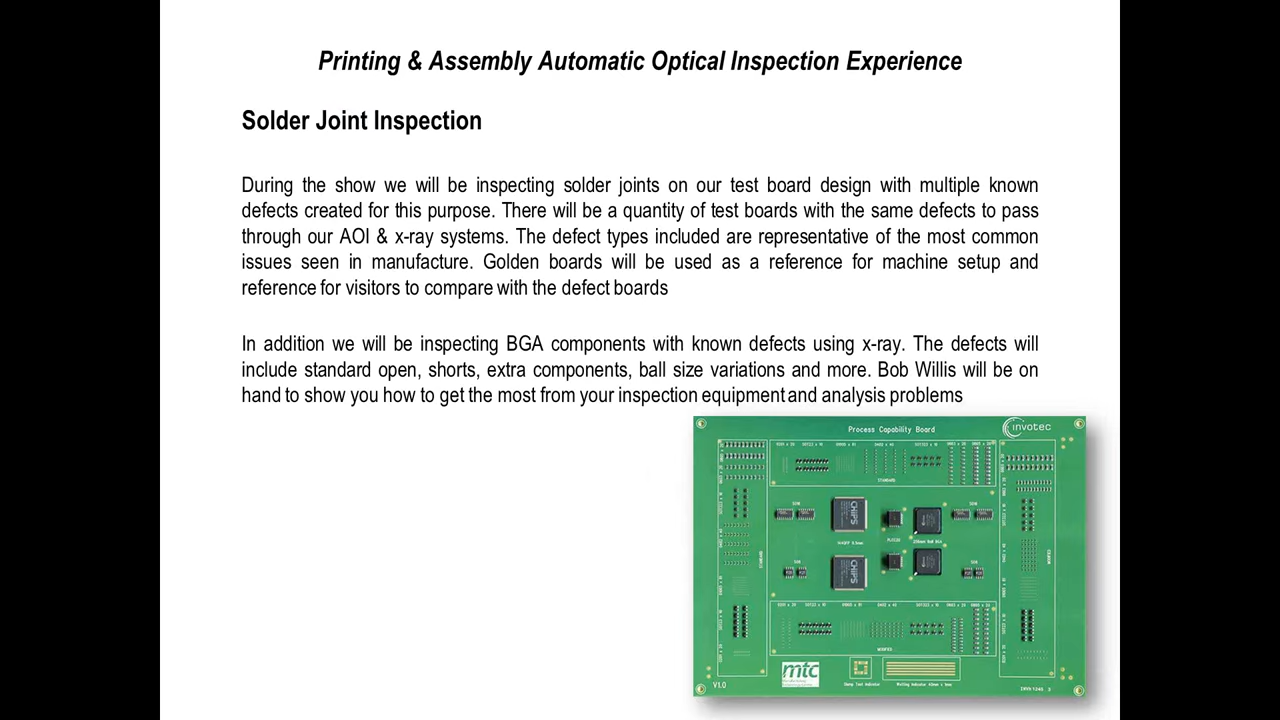 Printing & Assembly Automatic Optical Inspection Experience
Solder Joint Inspection
During the show we will be inspecting solder joints on our test board design with multiple known
defects created for this purpose. There will be a quantity of test boards with the same defects to pass
through our AOI & x-ray systems. The defect types included are representative of the most common
issues seen in manufacture. Golden boards will be used as a reference for machine setup and
reference for visitors to compare with the defect boards
In addition we will be inspecting BGA components with known defects using x-ray. The defects will
include standard open, shorts, extra components, ball size variations and more. Bob Willis will be on
hand to show you how to get the most from your inspection equipment and analysis problems
Process Capability Board
invotec
STANDARD
CHIPS
CHIPS
MODIFIED
mtc
V1.0